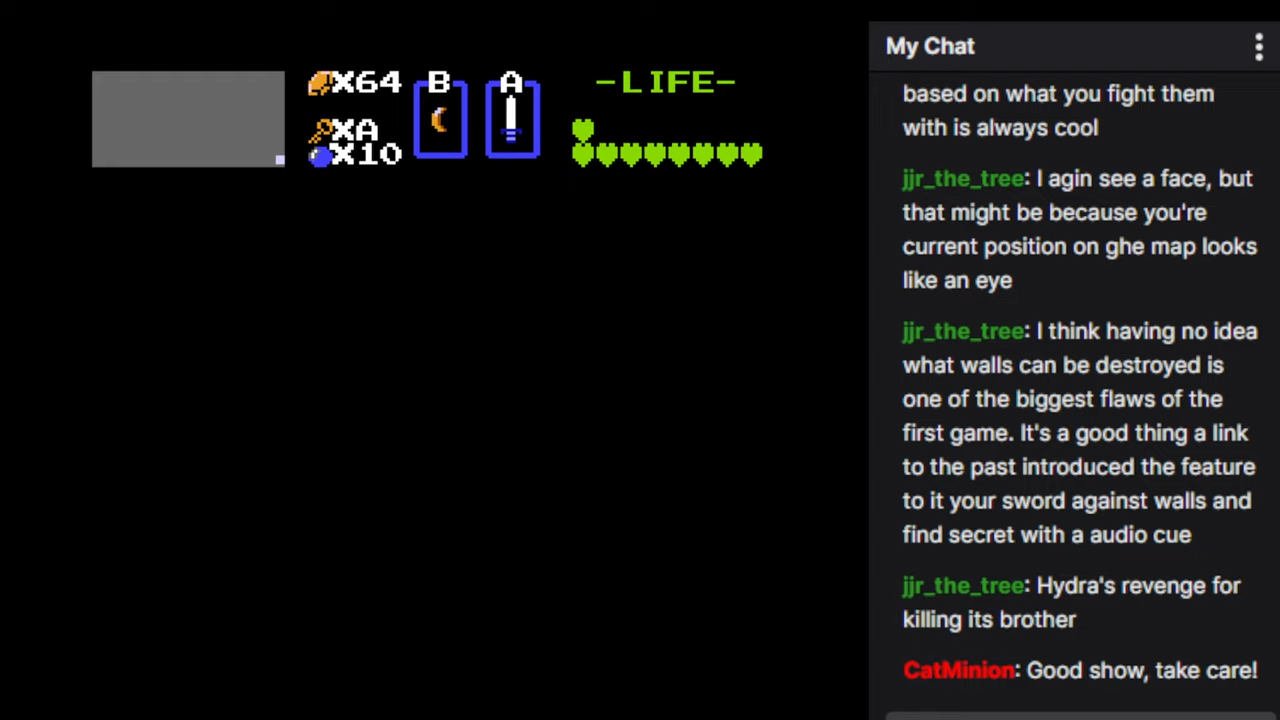 X64 B A -LIFE-
XA
X10
My Chat
based on what you fight them
with is always cool
jjr_the_tree: I agin see a face, but
that might be because you're
current position on ghe map looks
like an eye
jjr_the_tree: I think having no idea
what walls can be destroyed is
one of the biggest flaws of the
first game. It's a good thing a link
to the past introduced the feature
to it your sword against walls and
find secret with a audio cue
jjr_the_tree: Hydra's revenge for
killing its brother
CatMinion: Good show, take care!